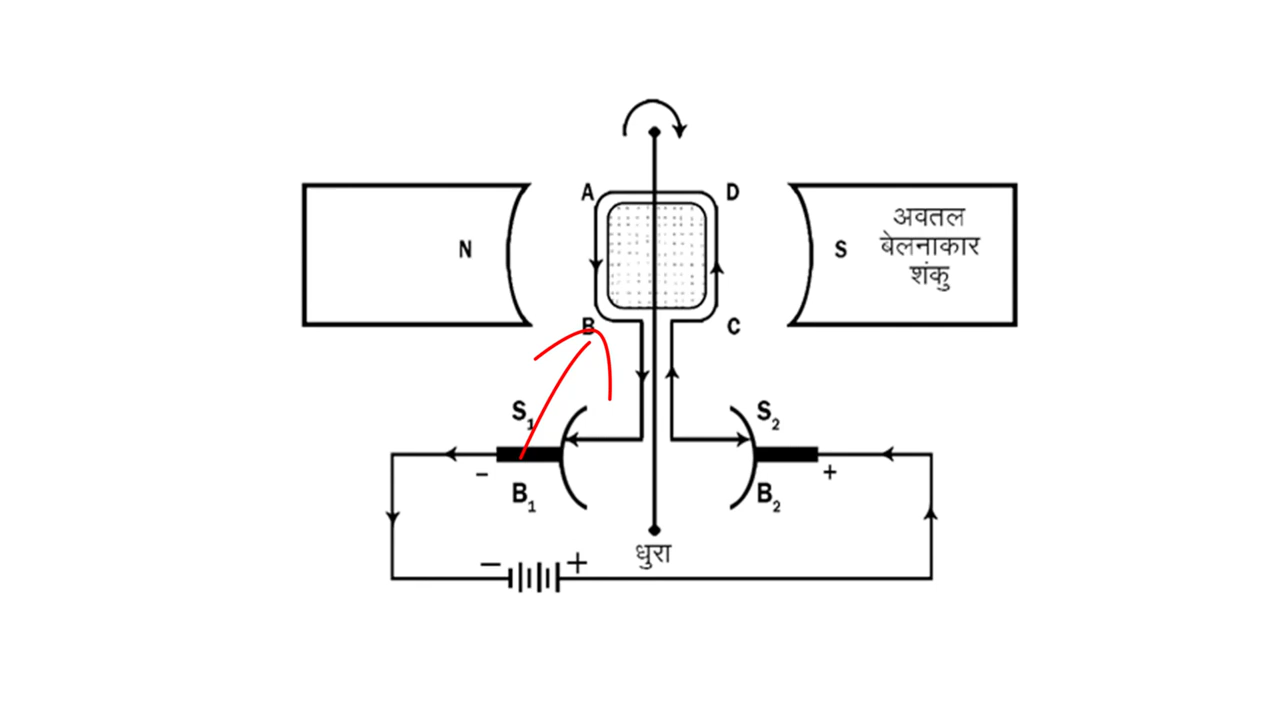 A D
N
S
अवतल
बेलनाकार
शंकु
B C
S1 S2
− +
B1 B2
धुरा
− +